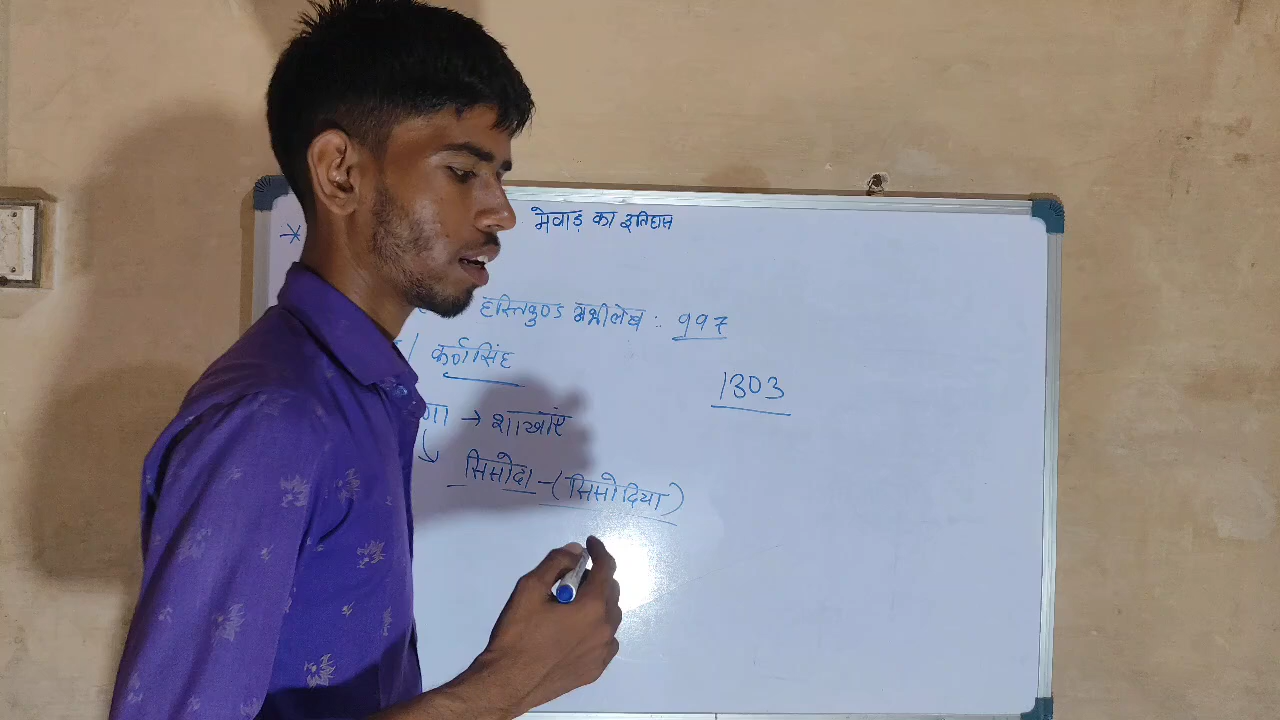 * मेवाड़ का इतिहास
हस्तिकुण्ड अभीलेख :. 997
/ कर्णसिंह
1303
→ शाखाएं
सिसोदा - (सिसोदिया)